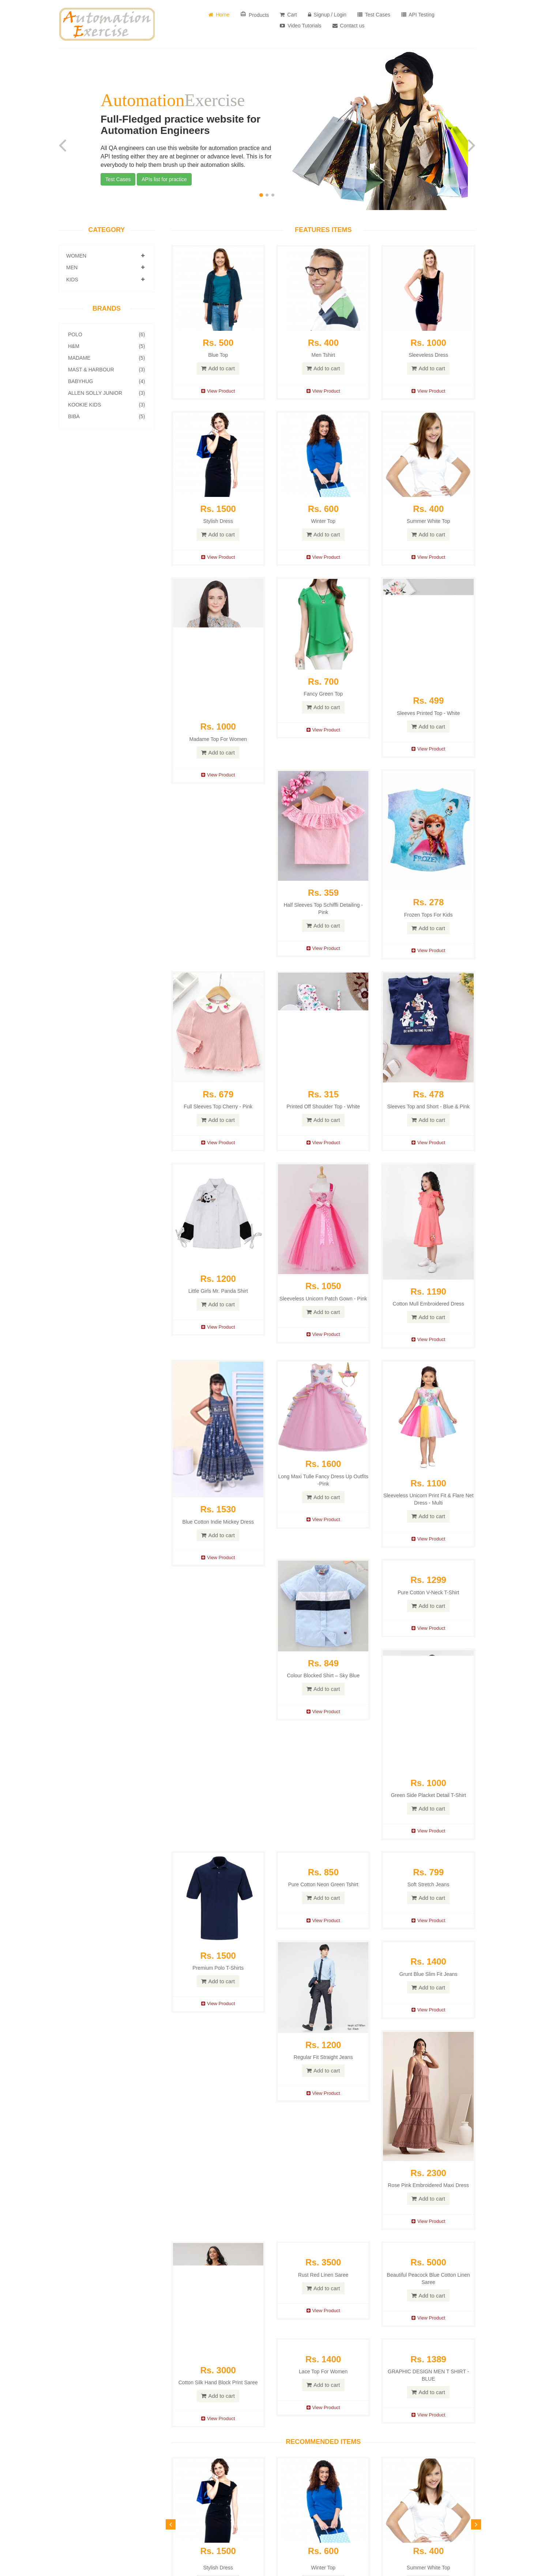 Automation
Exercise
Home
Products
Cart
Signup / Login
Test Cases
API Testing
Video Tutorials
Contact us
AutomationExercise
Full-Fledged practice website for
Automation Engineers
All QA engineers can use this website for automation practice and
API testing either they are at beginner or advance level. This is for
everybody to help them brush up their automation skills.
Test Cases
APIs list for practice
CATEGORY
WOMEN
MEN
KIDS
BRANDS
POLO (6)
H&M (5)
MADAME (5)
MAST & HARBOUR (3)
BABYHUG (4)
ALLEN SOLLY JUNIOR (3)
KOOKIE KIDS (3)
BIBA (5)
FEATURES ITEMS
Rs. 500
Blue Top
Add to cart
View Product
Rs. 400
Men Tshirt
Add to cart
View Product
Rs. 1000
Sleeveless Dress
Add to cart
View Product
Rs. 1500
Stylish Dress
Add to cart
View Product
Rs. 600
Winter Top
Add to cart
View Product
Rs. 400
Summer White Top
Add to cart
View Product
Rs. 1000
Madame Top For Women
Add to cart
View Product
Rs. 700
Fancy Green Top
Add to cart
View Product
Rs. 499
Sleeves Printed Top - White
Add to cart
View Product
Rs. 359
Half Sleeves Top Schiffli Detailing -
Pink
Add to cart
View Product
FROZEN
Rs. 278
Frozen Tops For Kids
Add to cart
View Product
Rs. 679
Full Sleeves Top Cherry - Pink
Add to cart
View Product
Rs. 315
Printed Off Shoulder Top - White
Add to cart
View Product
Rs. 478
Sleeves Top and Short - Blue & Pink
Add to cart
View Product
Rs. 1200
Little Girls Mr. Panda Shirt
Add to cart
View Product
Rs. 1050
Sleeveless Unicorn Patch Gown - Pink
Add to cart
View Product
Rs. 1190
Cotton Mull Embroidered Dress
Add to cart
View Product
Rs. 1530
Blue Cotton Indie Mickey Dress
Add to cart
View Product
Rs. 1600
Long Maxi Tulle Fancy Dress Up Outfits
-Pink
Add to cart
View Product
Rs. 1100
Sleeveless Unicorn Print Fit & Flare Net
Dress - Multi
Add to cart
View Product
Rs. 849
Colour Blocked Shirt – Sky Blue
Add to cart
View Product
Rs. 1299
Pure Cotton V-Neck T-Shirt
Add to cart
View Product
Rs. 1000
Green Side Placket Detail T-Shirt
Add to cart
View Product
Rs. 1500
Premium Polo T-Shirts
Add to cart
View Product
Rs. 850
Pure Cotton Neon Green Tshirt
Add to cart
View Product
Rs. 799
Soft Stretch Jeans
Add to cart
View Product
Rs. 1200
Regular Fit Straight Jeans
Add to cart
View Product
Rs. 1400
Grunt Blue Slim Fit Jeans
Add to cart
View Product
Rs. 2300
Rose Pink Embroidered Maxi Dress
Add to cart
View Product
Rs. 3000
Cotton Silk Hand Block Print Saree
Add to cart
View Product
Rs. 3500
Rust Red Linen Saree
Add to cart
View Product
Rs. 5000
Beautiful Peacock Blue Cotton Linen
Saree
Add to cart
View Product
Rs. 1400
Lace Top For Women
Add to cart
View Product
Rs. 1389
GRAPHIC DESIGN MEN T SHIRT -
BLUE
Add to cart
View Product
RECOMMENDED ITEMS
Rs. 1500
Stylish Dress
Rs. 600
Winter Top
Rs. 400
Summer White Top